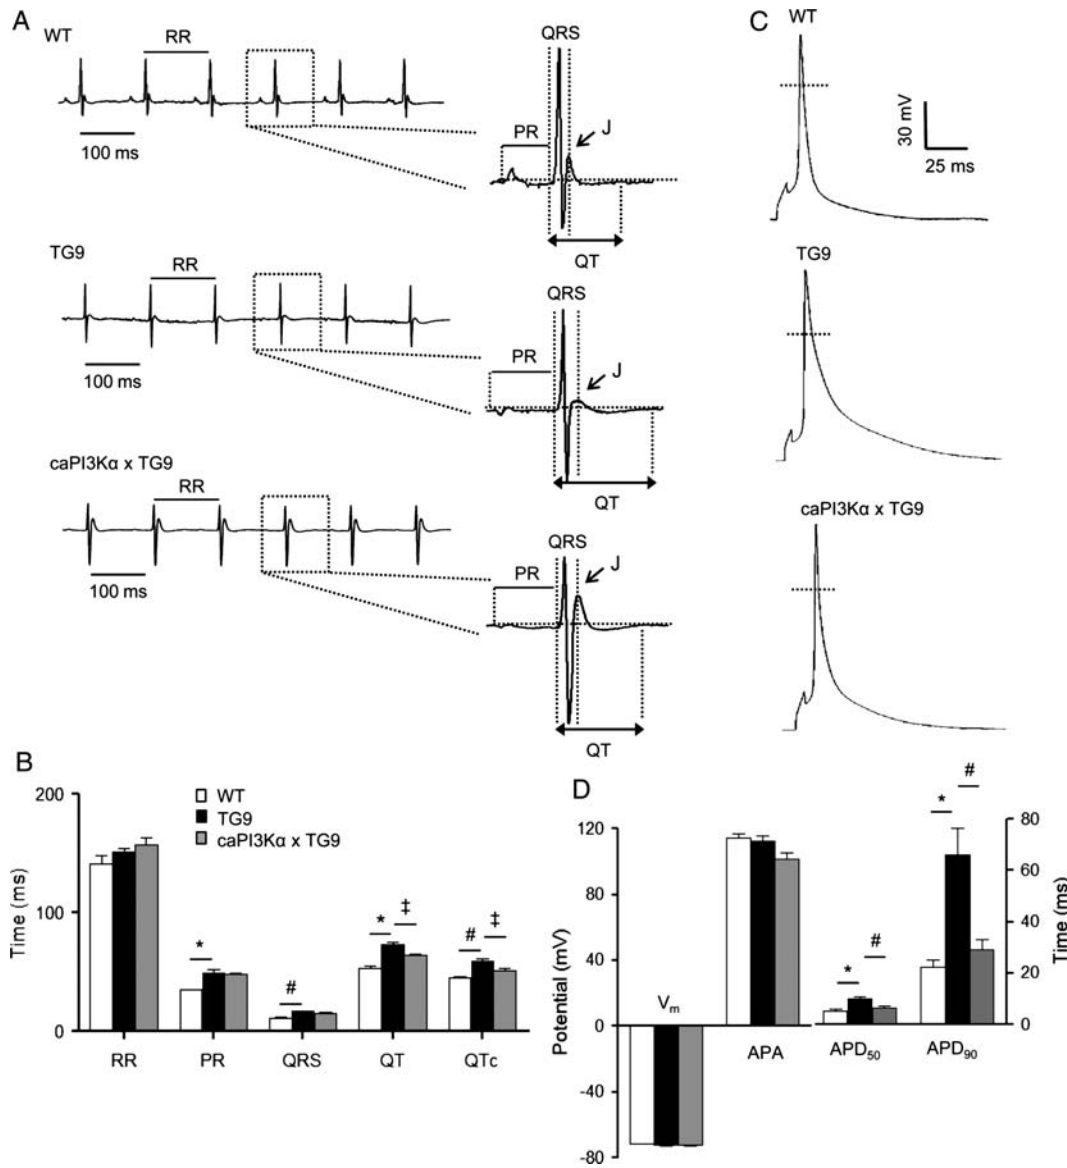 A
WT
RR
100 ms
QRS
PR
J
QT
TG9
RR
100 ms
QRS
PR
J
QT
caPI3Kα x TG9
RR
100 ms
QRS
PR
J
QT
C
WT
30 mV
25 ms
TG9
caPI3Kα x TG9
B
200
100
0
Time (ms)
WT
TG9
caPI3Kα x TG9
*
#
*
‡
#
‡
RR
PR
QRS
QT
QTc
D
120
80
40
0
-40
-80
Potential (mV)
Vm
*
#
*
#
APA
APD50
APD90
80
60
40
20
0
Time (ms)